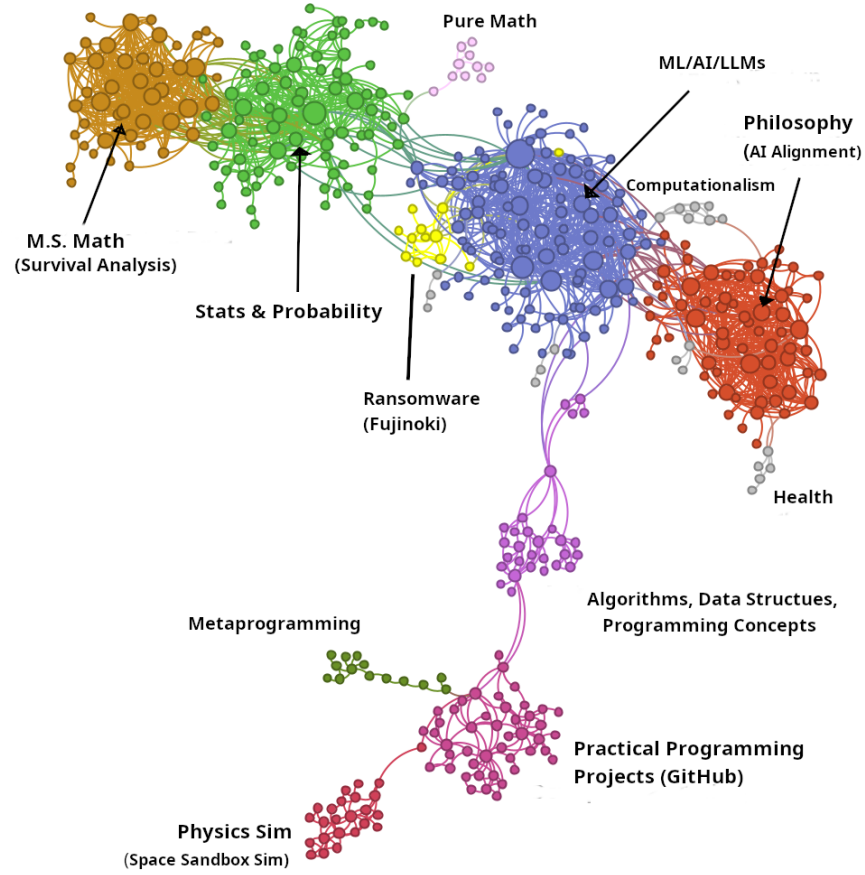 Pure Math
ML/AI/LLMs
Philosophy
(AI Alignment)
Computationalism
M.S. Math
(Survival Analysis)
Stats & Probability
Ransomware
(Fujinoki)
Health
Algorithms, Data Structues,
Programming Concepts
Metaprogramming
Practical Programming
Projects (GitHub)
Physics Sim
(Space Sandbox Sim)